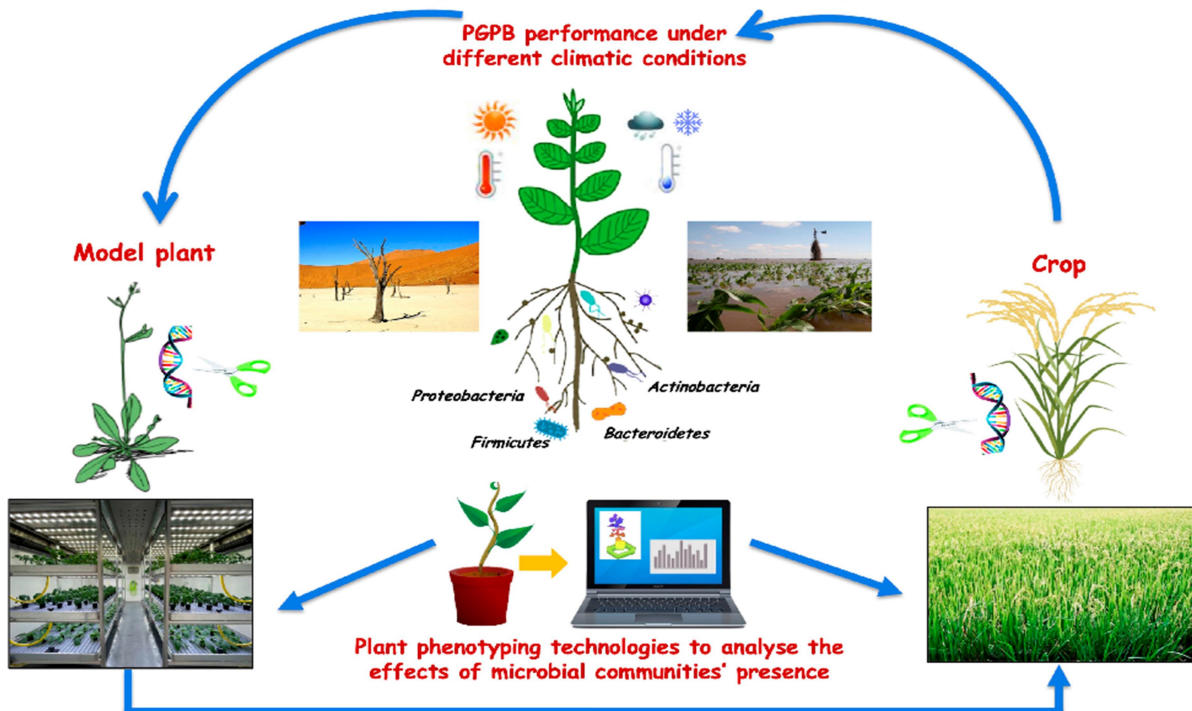 PGPB performance under
different climatic conditions
Model plant
Crop
Proteobacteria
Actinobacteria
Firmicutes
Bacteroidetes
Plant phenotyping technologies to analyse the
effects of microbial communities' presence